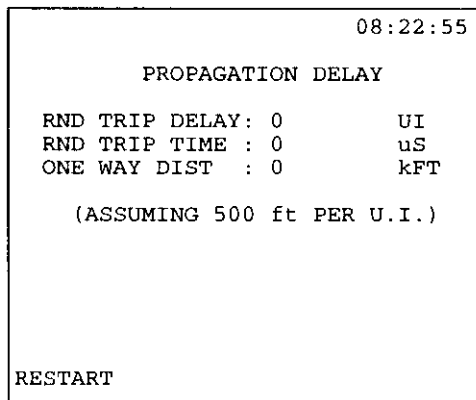 08:22:55
PROPAGATION DELAY
RND TRIP DELAY: 0 UI
RND TRIP TIME : 0 uS
ONE WAY DIST : 0 kFT
(ASSUMING 500 ft PER U.I.)
RESTART